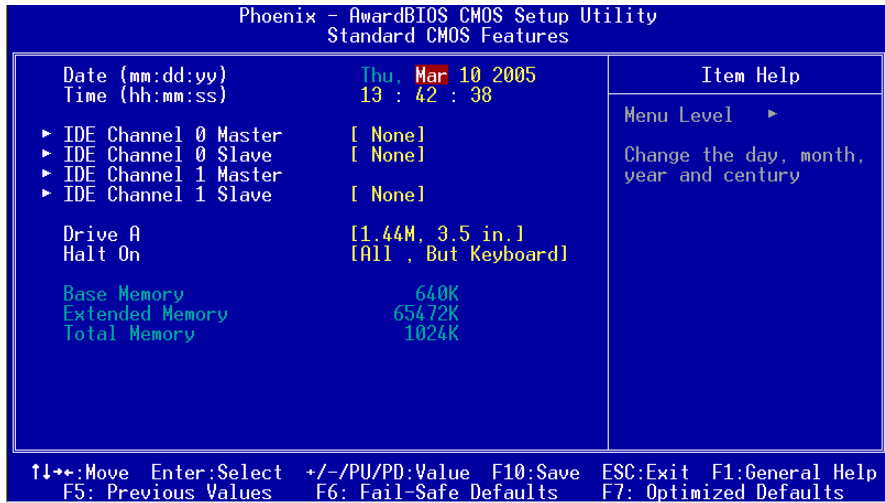 Phoenix - AwardBIOS CMOS Setup Utility
Standard CMOS Features
Date (mm:dd:yy) Thu, Mar 10 2005
Time (hh:mm:ss) 13 : 42 : 38
► IDE Channel 0 Master [ None]
► IDE Channel 0 Slave [ None]
► IDE Channel 1 Master
► IDE Channel 1 Slave [ None]
Drive A [1.44M, 3.5 in.]
Halt On [All , But Keyboard]
Base Memory 640K
Extended Memory 65472K
Total Memory 1024K
Item Help
Menu Level ►
Change the day, month,
year and century
↑↓→←:Move Enter:Select +/-/PU/PD:Value F10:Save ESC:Exit F1:General Help
F5: Previous Values F6: Fail-Safe Defaults F7: Optimized Defaults